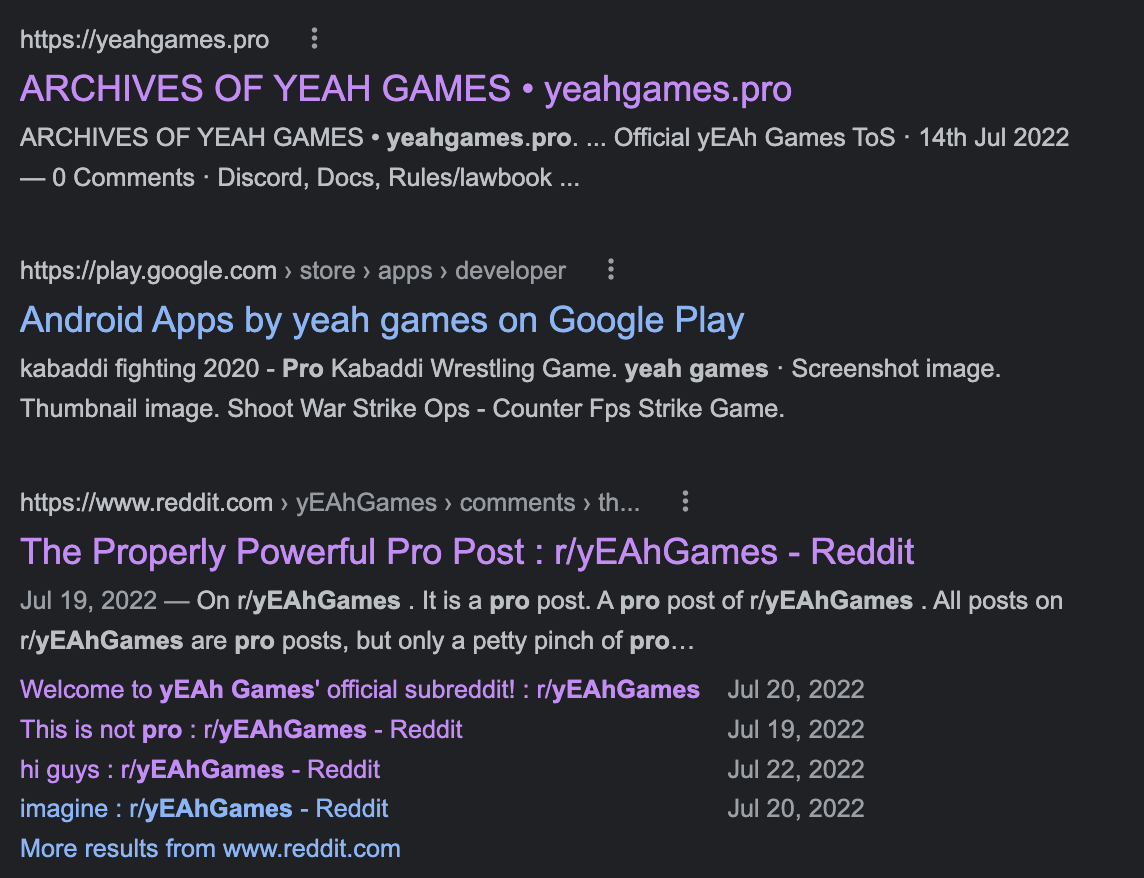 https://yeahgames.pro
ARCHIVES OF YEAH GAMES • yeahgames.pro
ARCHIVES OF YEAH GAMES • yeahgames.pro. ... Official yEAh Games ToS · 14th Jul 2022
— 0 Comments · Discord, Docs, Rules/lawbook ...
https://play.google.com › store › apps › developer
Android Apps by yeah games on Google Play
kabaddi fighting 2020 - Pro Kabaddi Wrestling Game. yeah games · Screenshot image.
Thumbnail image. Shoot War Strike Ops - Counter Fps Strike Game.
https://www.reddit.com › yEAhGames › comments › th...
The Properly Powerful Pro Post : r/yEAhGames - Reddit
Jul 19, 2022 — On r/yEAhGames . It is a pro post. A pro post of r/yEAhGames . All posts on
r/yEAhGames are pro posts, but only a petty pinch of pro...
Welcome to yEAh Games' official subreddit! : r/yEAhGames Jul 20, 2022
This is not pro : r/yEAhGames - Reddit Jul 19, 2022
hi guys : r/yEAhGames - Reddit Jul 22, 2022
imagine : r/yEAhGames - Reddit Jul 20, 2022
More results from www.reddit.com